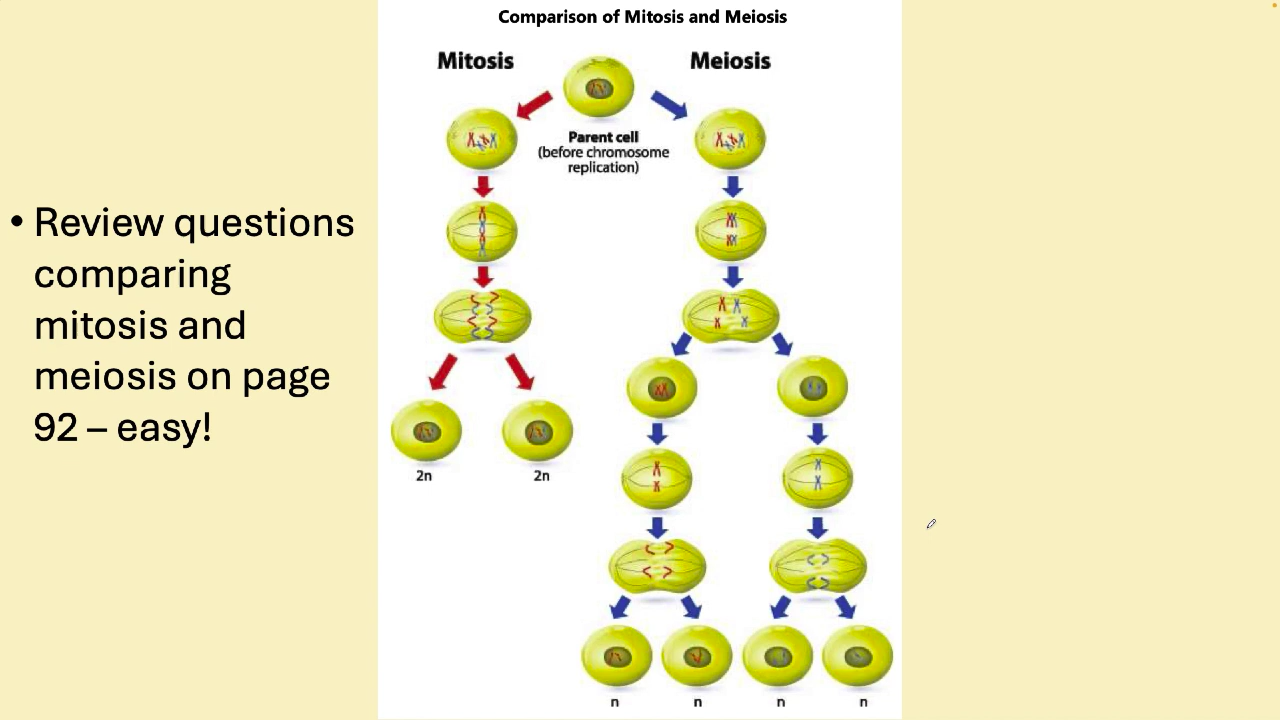 Comparison of Mitosis and Meiosis
Mitosis
Meiosis
Parent cell
(before chromosome
replication)
• Review questions
comparing
mitosis and
meiosis on page
92 – easy!
2n
2n
n
n
n
n